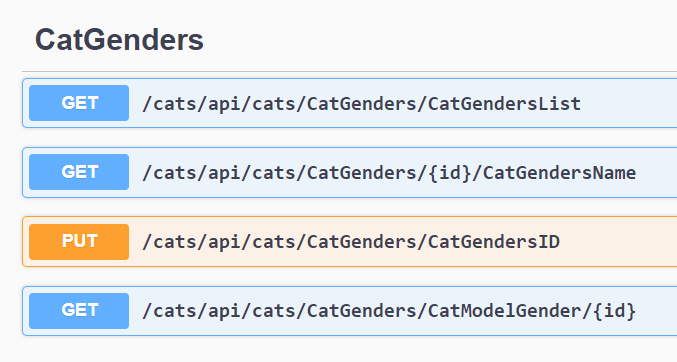 CatGenders
GET /cats/api/cats/CatGenders/CatGendersList
GET /cats/api/cats/CatGenders/{id}/CatGendersName
PUT /cats/api/cats/CatGenders/CatGendersID
GET /cats/api/cats/CatGenders/CatModelGender/{id}